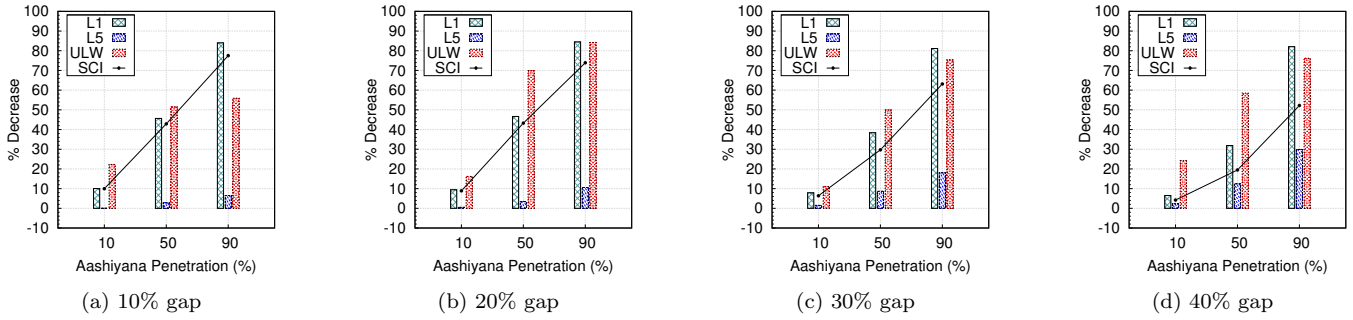 % Decrease
100
90
80
70
60
50
40
30
20
10
0
-10
L1
L5
ULW
SCI
10 50 90
Aashiyana Penetration (%)
(a) 10% gap
% Decrease
100
90
80
70
60
50
40
30
20
10
0
-10
L1
L5
ULW
SCI
10 50 90
Aashiyana Penetration (%)
(b) 20% gap
% Decrease
100
90
80
70
60
50
40
30
20
10
0
-10
L1
L5
ULW
SCI
10 50 90
Aashiyana Penetration (%)
(c) 30% gap
% Decrease
100
90
80
70
60
50
40
30
20
10
0
-10
L1
L5
ULW
SCI
10 50 90
Aashiyana Penetration (%)
(d) 40% gap